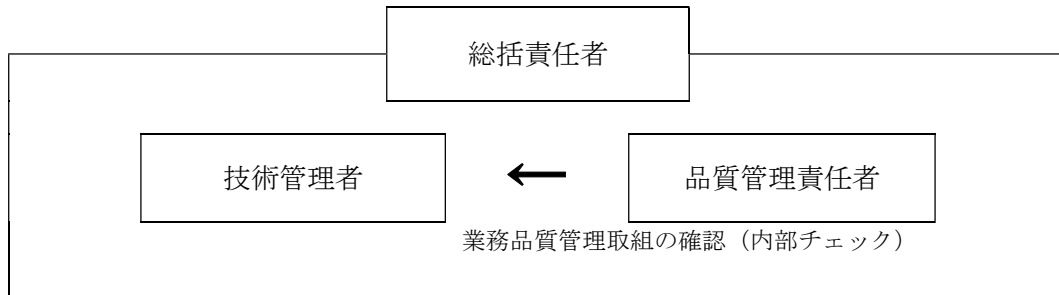 総括責任者
技術管理者
品質管理責任者
業務品質管理取組の確認（内部チェック）